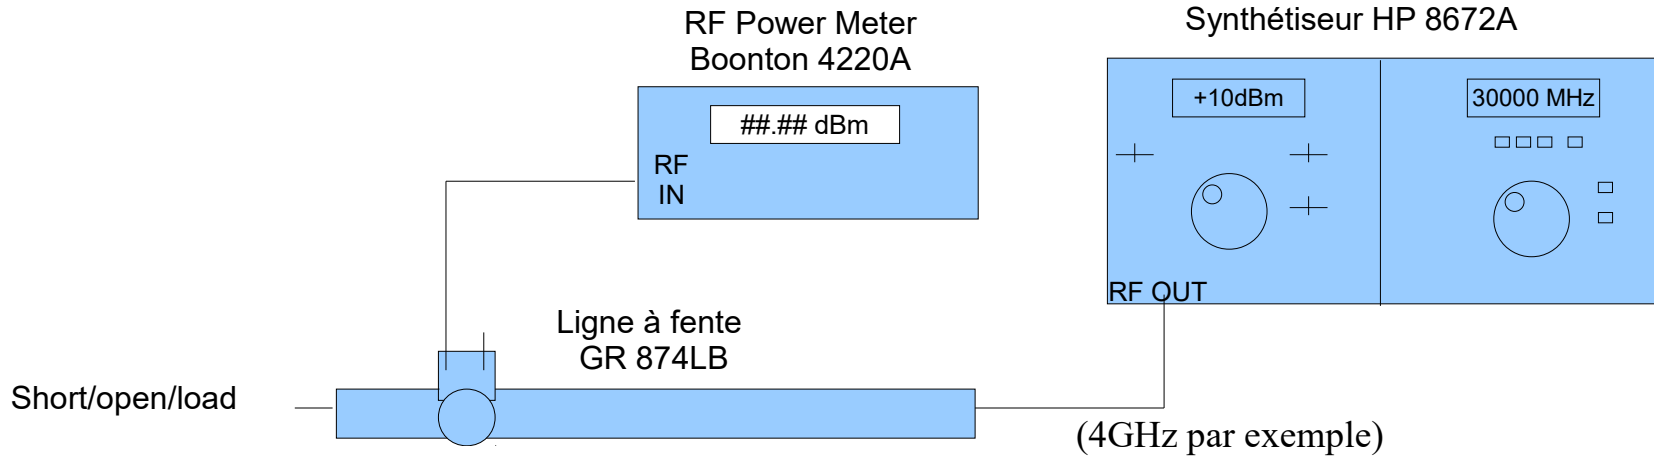 RF Power Meter
Boonton 4220A
Synthétiseur HP 8672A
##.## dBm
RF
IN
+10dBm
30000 MHz
RF OUT
Ligne à fente
GR 874LB
Short/open/load
(4GHz par exemple)